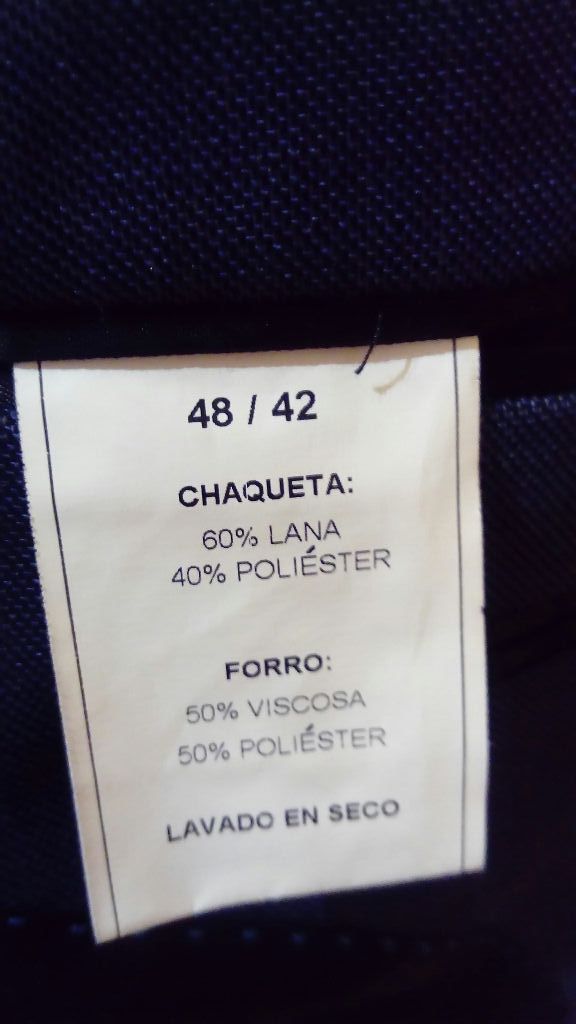 48 / 42
CHAQUETA:
60% LANA
40% POLIÉSTER
FORRO:
50% VISCOSA
50% POLIÉSTER
LAVADO EN SECO